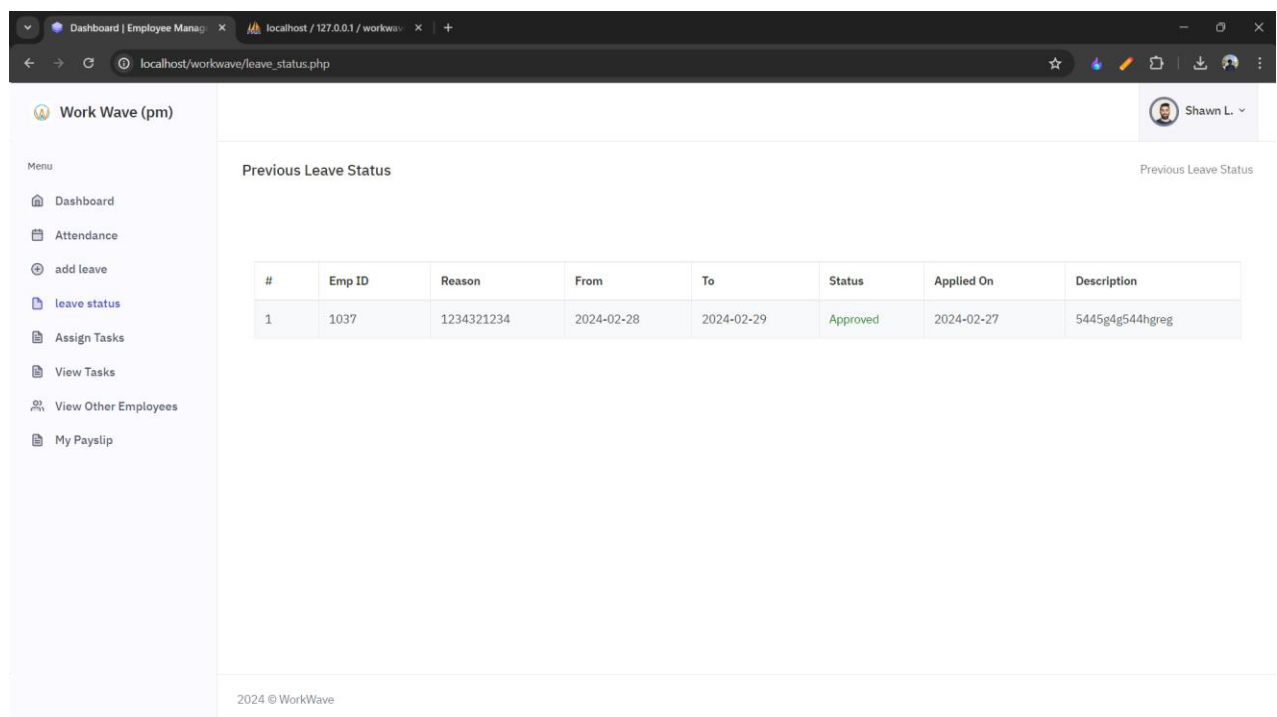 Dashboard | Employee Manag
localhost / 127.0.0.1 / workwav
localhost/workwave/leave_status.php
Work Wave (pm)
Shawn L.
Menu
Dashboard
Attendance
add leave
leave status
Assign Tasks
View Tasks
View Other Employees
My Payslip
Previous Leave Status
Previous Leave Status
# Emp ID Reason From To Status Applied On Description
1 1037 1234321234 2024-02-28 2024-02-29 Approved 2024-02-27 5445g4g544hgreg
2024 © WorkWave